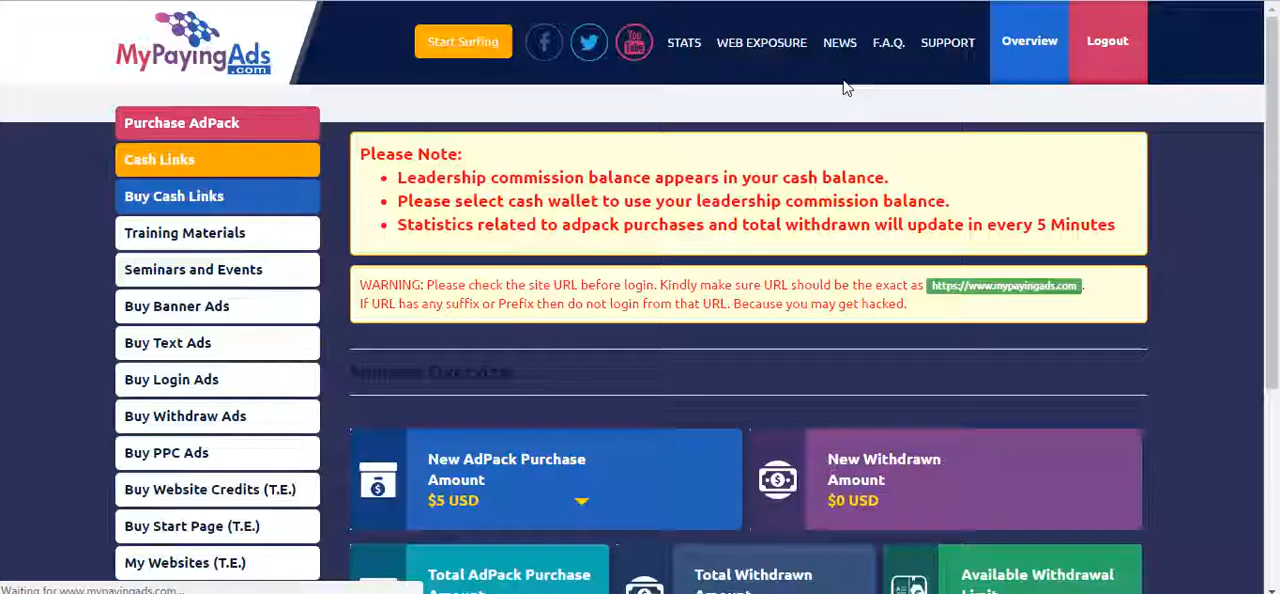 MyPayingAds
.com
Start Surfing
You
Tube
STATS
WEB EXPOSURE
NEWS
F.A.Q.
SUPPORT
Overview
Logout
Purchase AdPack
Cash Links
Buy Cash Links
Training Materials
Seminars and Events
Buy Banner Ads
Buy Text Ads
Buy Login Ads
Buy Withdraw Ads
Buy PPC Ads
Buy Website Credits (T.E.)
Buy Start Page (T.E.)
My Websites (T.E.)
Please Note:
Leadership commission balance appears in your cash balance.
Please select cash wallet to use your leadership commission balance.
Statistics related to adpack purchases and total withdrawn will update in every 5 Minutes
WARNING: Please check the site URL before login. Kindly make sure URL should be the exact as https://www.mypayingads.com .
If URL has any suffix or Prefix then do not login from that URL. Because you may get hacked.
Overview
New AdPack Purchase
Amount
$5 USD
New Withdrawn
Amount
$0 USD
Total AdPack Purchase
Amount
Total Withdrawn
Amount
Available Withdrawal
Limit
Waiting for www.mypayingads.com...